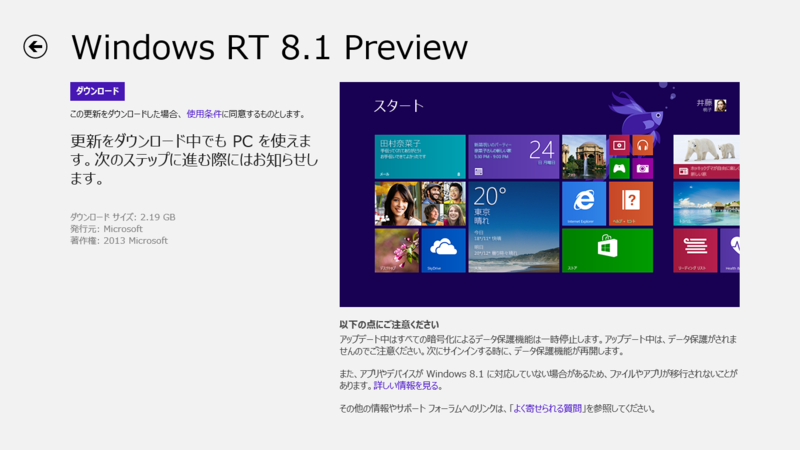 Windows RT 8.1 Preview
ダウンロード
この更新をダウンロードした場合、使用条件に同意するものとします。
更新をダウンロード中でも PC を使えま
す。次のステップに進む際にはお知らせし
ます。
ダウンロード サイズ: 2.19 GB
発行元: Microsoft
著作権: 2013 Microsoft
スタート
井藤
桃子
田村奈菜子
24
月曜日
20°
東京
晴れ
今日
明日
Internet Explorer
SkyDrive
ストア
以下の点にご注意ください
アップデート中はすべての暗号化によるデータ保護機能は一時停止します。アップデート中は、データ保護がされま
せんのでご注意ください。次にサインインする時に、データ保護機能が再開します。
また、アプリやデバイスが Windows 8.1 に対応していない場合があるため、ファイルやアプリが移行されないことが
あります。詳しい情報を見る。
その他の情報やサポート フォーラムへのリンクは、「よく寄せられる質問」を参照してください。